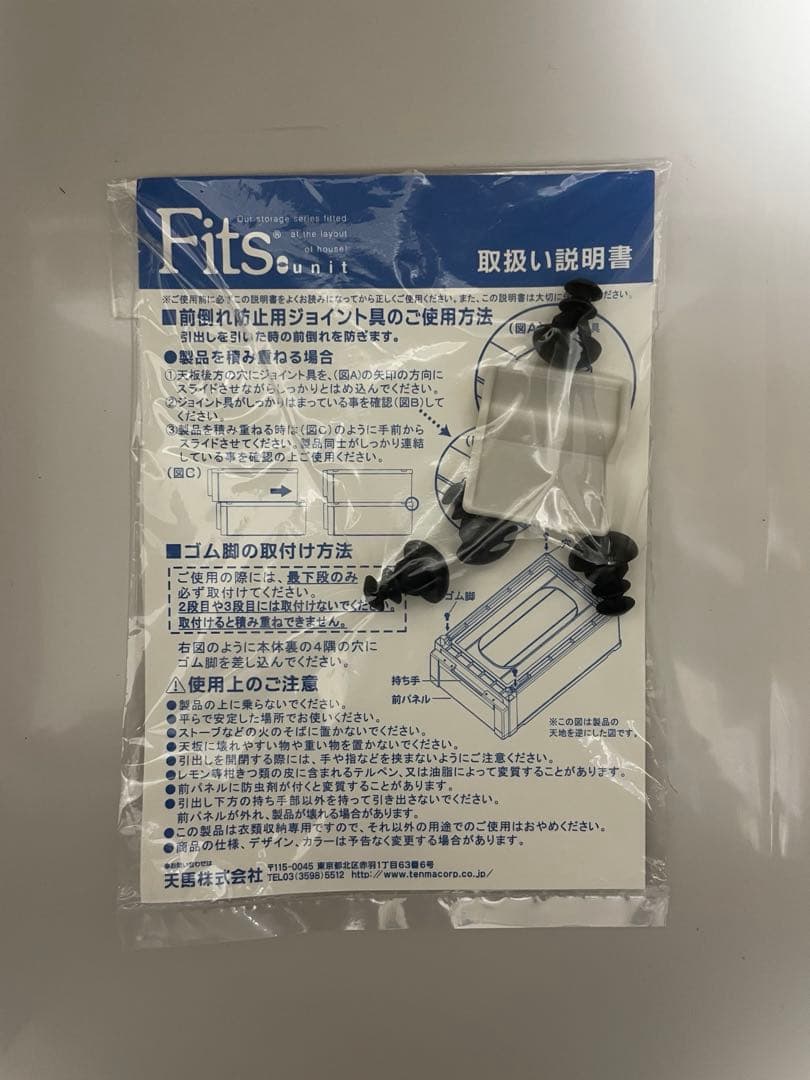 Fits® unit
Our storage series fitted
at the layout
of house!
取扱い説明書
※ご使用前に必ずこの説明書をよくお読みになってから正しくご使用ください。また、この説明書は大切に
■前倒れ防止用ジョイント具のご使用方法
引出しを引いた時の前倒れを防ぎます。
●製品を積み重ねる場合
①天板後方の穴にジョイント具を、(図A)の矢印の方向に
スライドさせながらしっかりとはめ込んでください。
②ジョイント具がしっかりはまっている事を確認(図B)して
ください。
③製品を積み重ねる時は(図C)のように手前から
スライドさせてください。製品同士がしっかり連結
している事を確認の上ご使用ください。
(図A)
具
(図C)
■ゴム脚の取付け方法
ご使用の際には、最下段のみ
必ず取付けてください。
2段目や3段目には取付けないでください。
取付けると積み重ねできません。
右図のように本体裏の4隅の穴に
ゴム脚を差し込んでください。
穴
ゴム脚
持ち手
前パネル
※この図は製品の
天地を逆にした図です。
⚠使用上のご注意
●製品の上に乗らないでください。
●平らで安定した場所でお使いください。
●ストーブなどの火のそばに置かないでください。
●天板に壊れやすい物や重い物を置かないでください。
●引出しを開閉する際には、手や指などを挟まないようにご注意ください。
●レモン等柑きつ類の皮に含まれるテルペン、又は油脂によって変質することがあります。
●前パネルに防虫剤が付くと変質することがあります。
●引出し下方の持ち手部以外を持って引き出さないでください。
前パネルが外れ、製品が壊れる場合があります。
●この製品は衣類収納専用ですので、それ以外の用途でのご使用はおやめください。
●商品の仕様、デザイン、カラーは予告なく変更する場合があります。
●お問い合わせは
天馬株式会社
〒115-0045 東京都北区赤羽1丁目63番6号
TEL03(3598)5512 http://www.tenmacorp.co.jp/